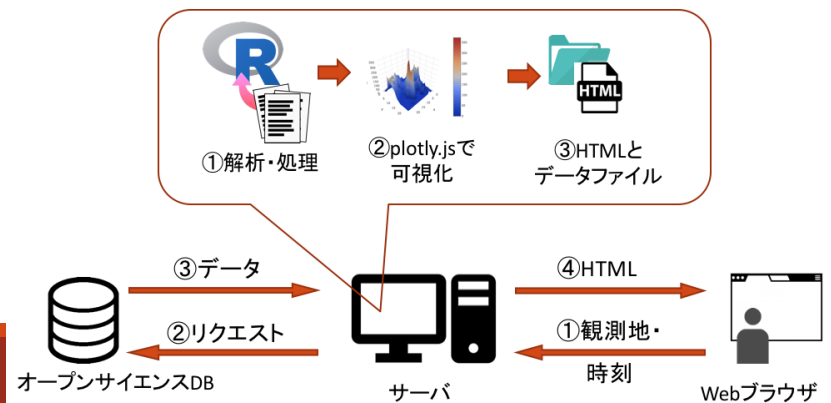 R
HTML
①解析・処理
②plotly.jsで
可視化
③HTMLと
データファイル
③データ
②リクエスト
④HTML
①観測地・
時刻
オープンサイエンスDB
サーバ
Webブラウザ